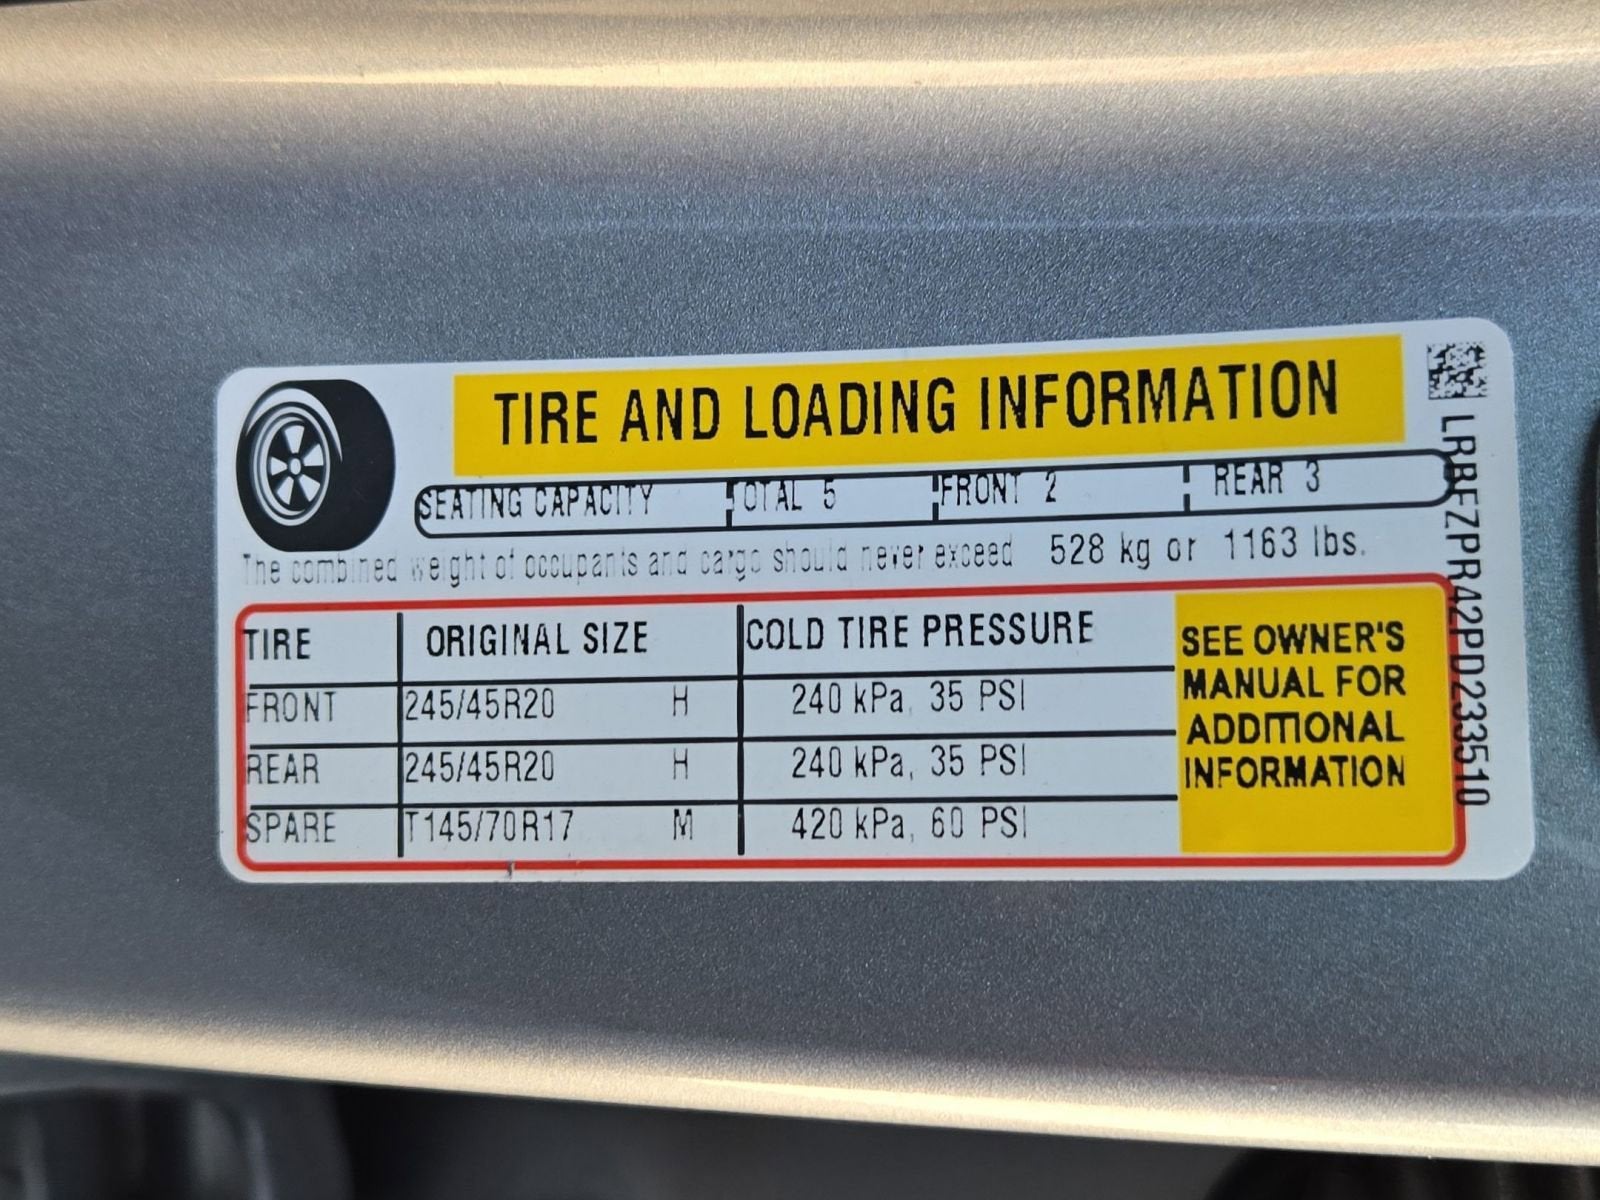 TIRE AND LOADING INFORMATION
SEATING CAPACITY TOTAL 5 FRONT 2 REAR 3
The combined weight of occupants and cargo should never exceed 528 kg or 1163 lbs.
TIRE ORIGINAL SIZE COLD TIRE PRESSURE
FRONT 245/45R20 H 240 kPa, 35 PSI
REAR 245/45R20 H 240 kPa, 35 PSI
SPARE T145/70R17 M 420 kPa, 60 PSI
SEE OWNER'S
MANUAL FOR
ADDITIONAL
INFORMATION
LRBFZPR42PD233510